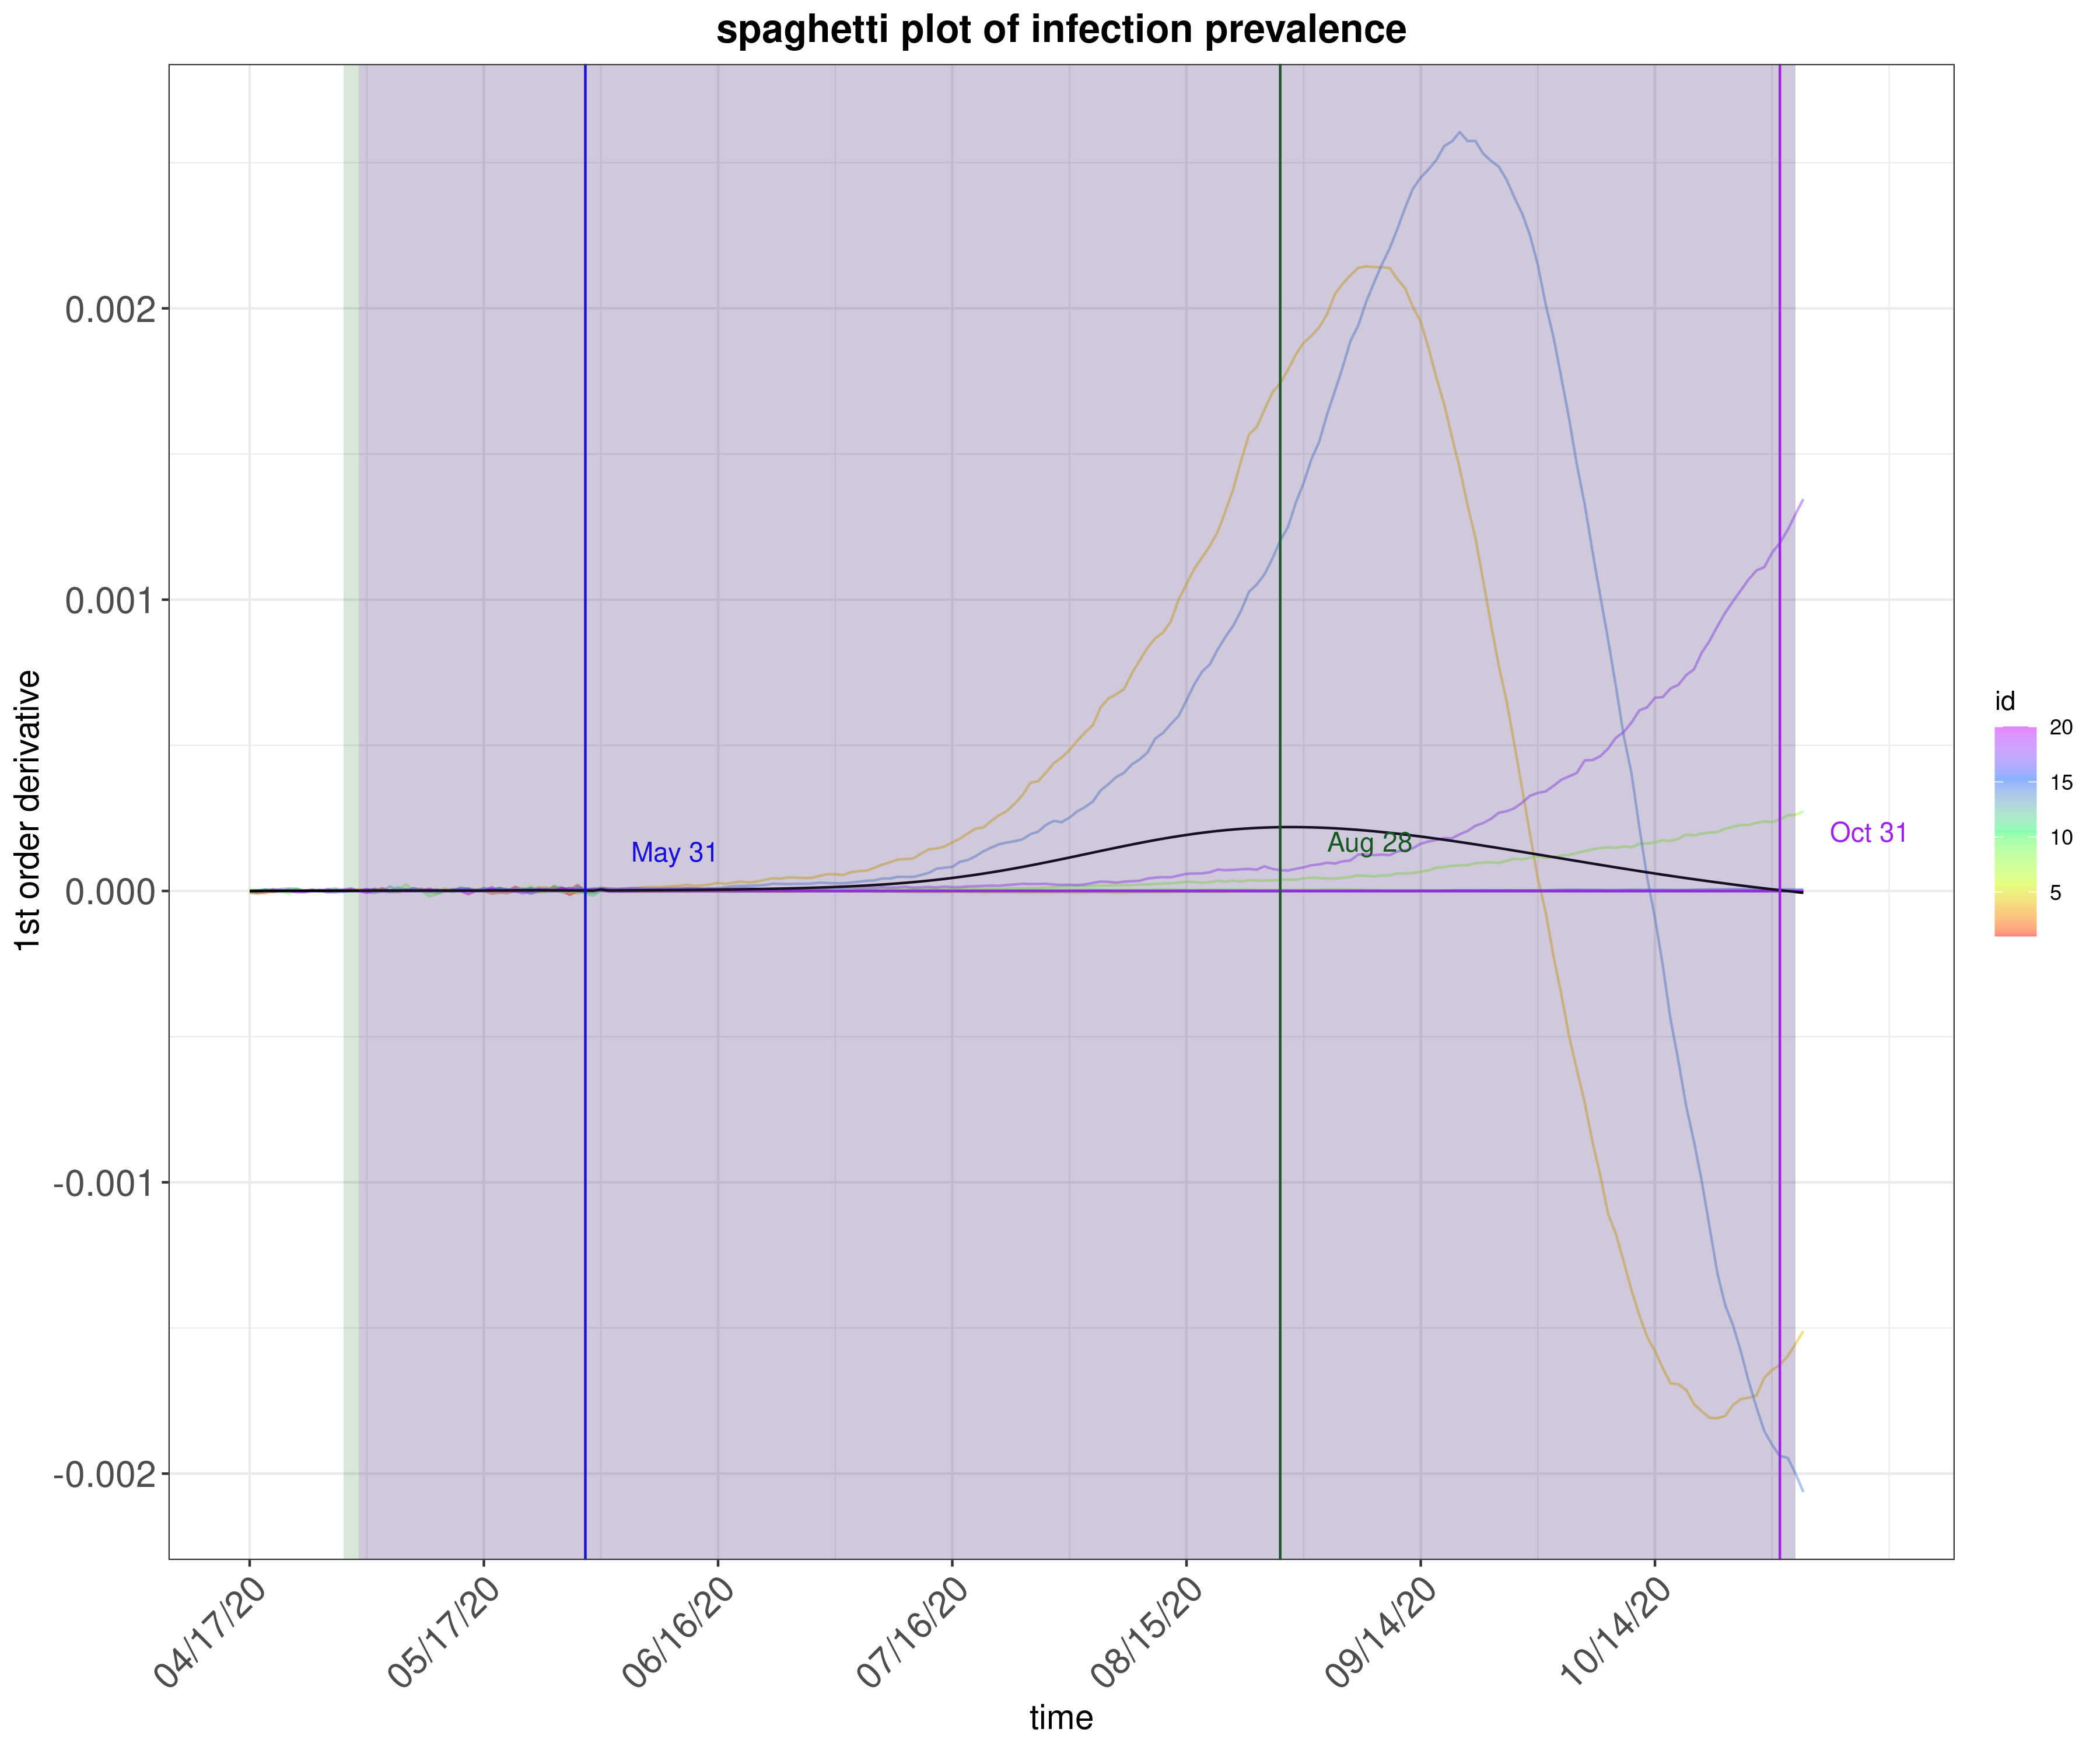 spaghetti plot of infection prevalence
1st order derivative
0.002
0.001
0.000
-0.001
-0.002
May 31
Aug 28
Oct 31
id
20
15
10
5
04/17/20
05/17/20
06/16/20
07/16/20
08/15/20
09/14/20
10/14/20
time